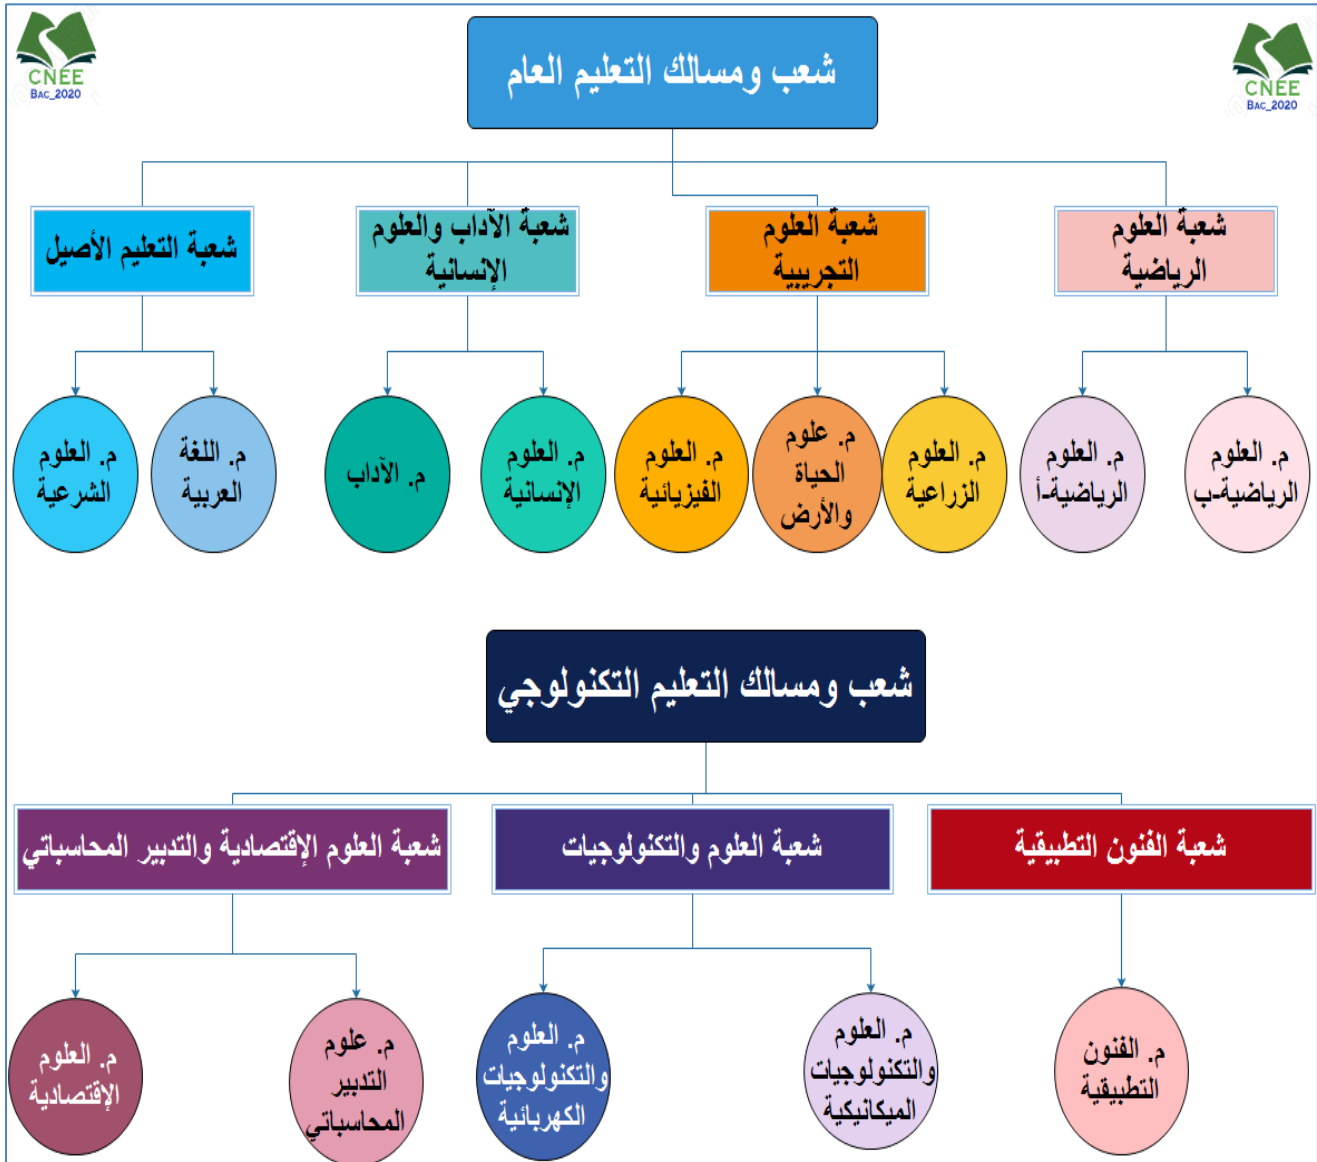 CNEE
BAC_2020
شعب ومسالك التعليم العام
CNEE
BAC_2020
شعبة العلوم
الرياضية
شعبة العلوم
التجريبية
شعبة الآداب والعلوم
الإنسانية
شعبة التعليم الأصيل
م. العلوم
الرياضية-ب
م. العلوم
الرياضية-أ
م. العلوم
الزراعية
م. علوم
الحياة
والأرض
م. العلوم
الفيزيائية
م. العلوم
الإنسانية
م. الآداب
م. اللغة
العربية
م. العلوم
الشرعية
شعب ومسالك التعليم التكنولوجي
شعبة الفنون التطبيقية
شعبة العلوم والتكنولوجيات
شعبة العلوم الإقتصادية والتدبير المحاسباتي
م. الفنون
التطبيقية
م. العلوم
والتكنولوجيات
الميكانيكية
م. العلوم
والتكنولوجيات
الكهربائية
م. علوم
التدبير
المحاسباتي
م. العلوم
الإقتصادية